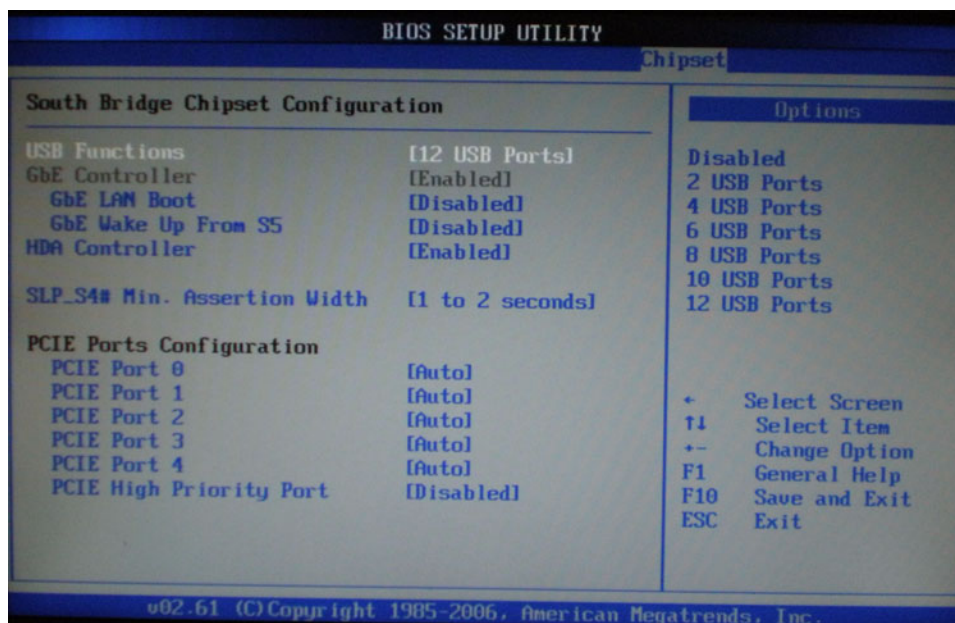 BIOS SETUP UTILITY
Chipset
South Bridge Chipset Configuration
USB Functions [12 USB Ports]
GbE Controller [Enabled]
GbE LAN Boot [Disabled]
GbE Wake Up From S5 [Disabled]
HDA Controller [Enabled]
SLP_S4# Min. Assertion Width [1 to 2 seconds]
PCIE Ports Configuration
PCIE Port 0 [Auto]
PCIE Port 1 [Auto]
PCIE Port 2 [Auto]
PCIE Port 3 [Auto]
PCIE Port 4 [Auto]
PCIE High Priority Port [Disabled]
Options
Disabled
2 USB Ports
4 USB Ports
6 USB Ports
8 USB Ports
10 USB Ports
12 USB Ports
← Select Screen
↑↓ Select Item
+- Change Option
F1 General Help
F10 Save and Exit
ESC Exit
v02.61 (C)Copyright 1985-2006, American Megatrends, Inc.